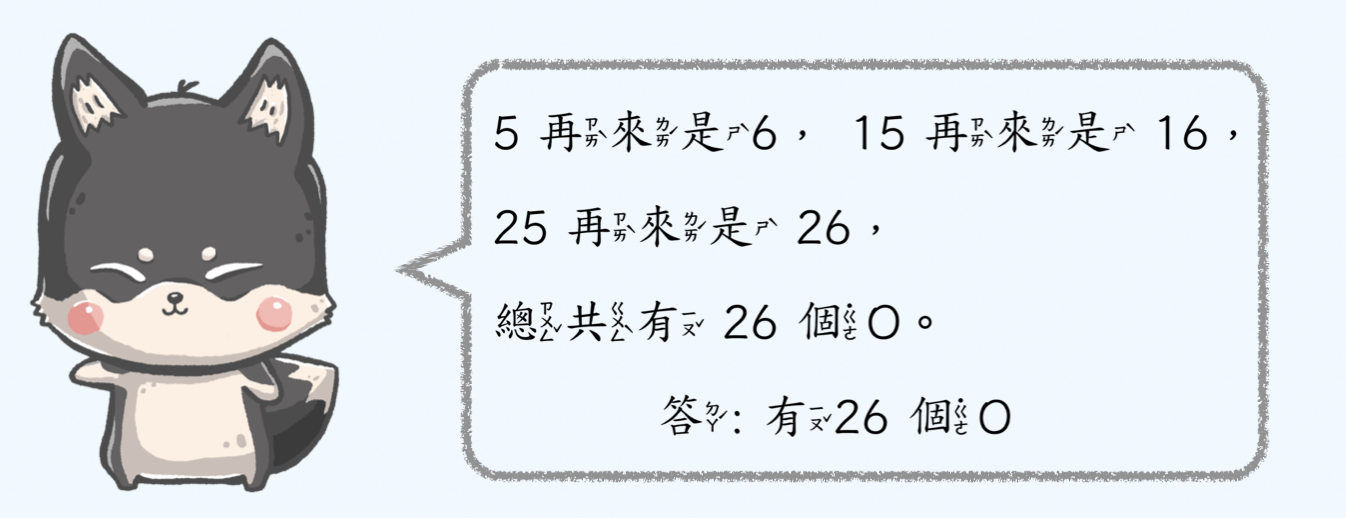 5 再ㄗㄞˋ來ㄌㄞˊ是ㄕˋ6， 15 再ㄗㄞˋ來ㄌㄞˊ是ㄕˋ 16，
25 再ㄗㄞˋ來ㄌㄞˊ是ㄕˋ 26，
總ㄗㄨㄥˇ共ㄍㄨㄥˋ有ㄧㄡˇ 26 個˙ㄍㄜ O。
答ㄉㄚˊ: 有ㄧㄡˇ26 個˙ㄍㄜ O